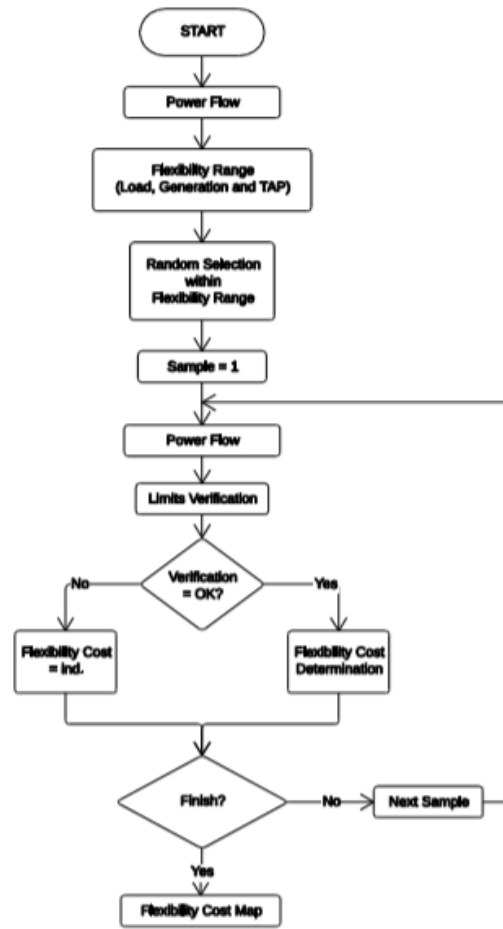 START
Power Flow
Flexibility Range
(Load, Generation and TAP)
Random Selection
within
Flexibility Range
Sample = 1
Power Flow
Limits Verification
Verification
= OK?
No
Yes
Flexibility Cost
= ind.
Flexibility Cost
Determination
Finish?
No
Next Sample
Yes
Flexibility Cost Map